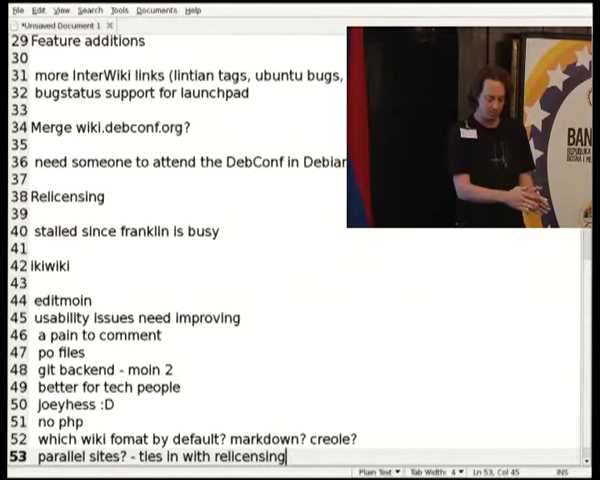 File Edit View Search Tools Documents Help
*Unsaved Document 1
29 Feature additions
30
31 more InterWiki links (lintian tags, ubuntu bugs,
32 bugstatus support for launchpad
33
34 Merge wiki.debconf.org?
35
36 need someone to attend the DebConf in Debian
37
38 Relicensing
39
40 stalled since franklin is busy
41
42 ikiwiki
43
44 editmoin
45 usability issues need improving
46 a pain to comment
47 po files
48 git backend - moin 2
49 better for tech people
50 joeyhess :D
51 no php
52 which wiki fomat by default? markdown? creole?
53 parallel sites? - ties in with relicensing
Plain Text Tab Width: 4 Ln 53, Col 45 INS
BAN
REPUBLIKA
BOSNA I